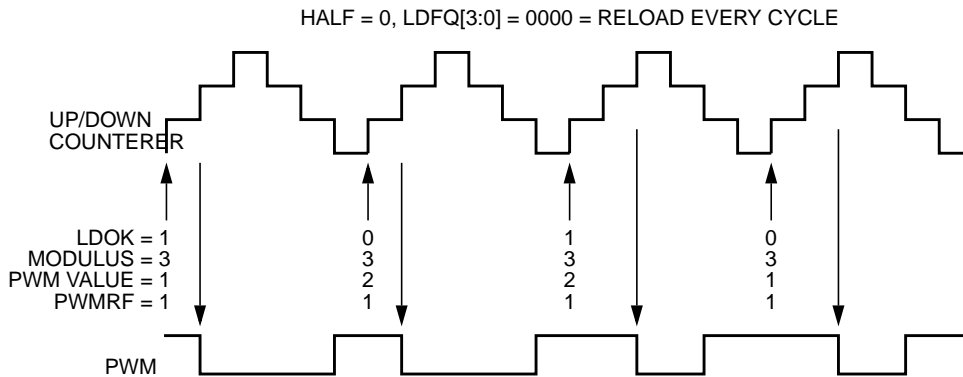 HALF = 0, LDFQ[3:0] = 0000 = RELOAD EVERY CYCLE
UP/DOWN
COUNTERER
LDOK = 1 0 1 0
MODULUS = 3 3 3 3
PWM VALUE = 1 2 2 1
PWMRF = 1 1 1 1
PWM